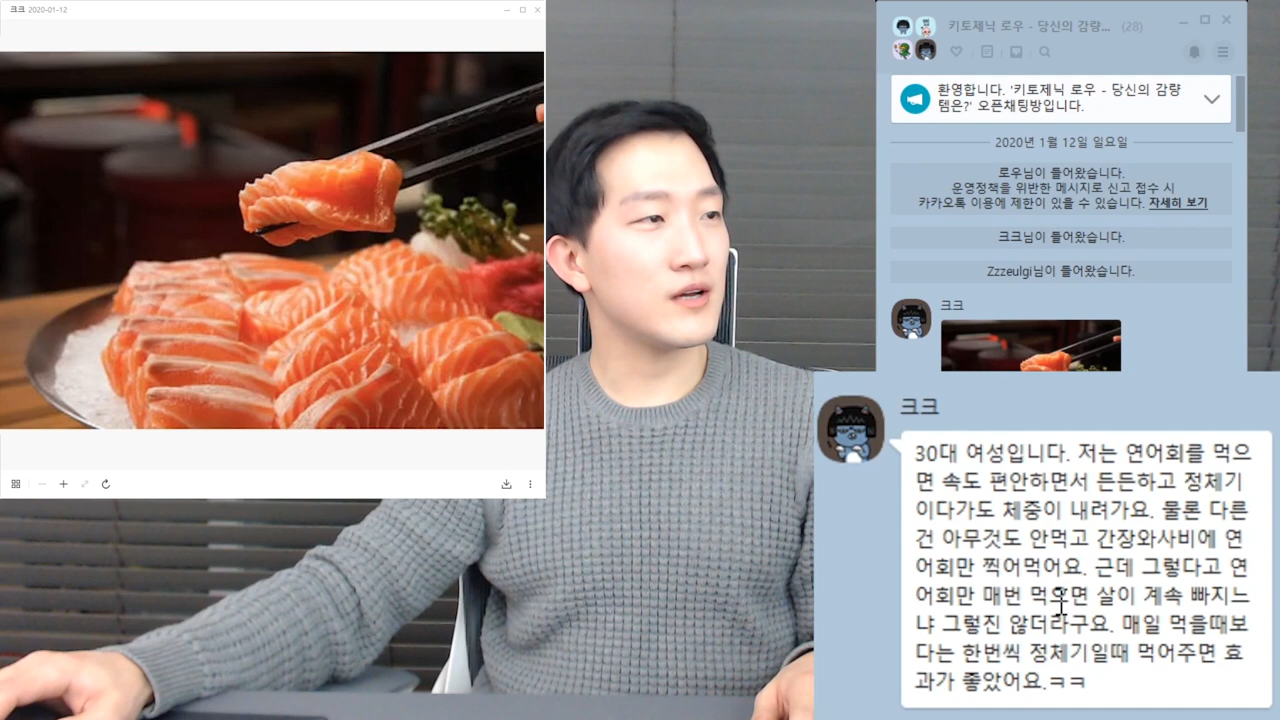 크크 2020-01-12
키토제닉 로우 - 당신의 감량... (28)
환영합니다. '키토제닉 로우 - 당신의 감량
템은?' 오픈채팅방입니다.
2020년 1월 12일 일요일
로우님이 들어왔습니다.
운영정책을 위반한 메시지로 신고 접수 시
카카오톡 이용에 제한이 있을 수 있습니다. 자세히 보기
크크님이 들어왔습니다.
Zzzeulgi님이 들어왔습니다.
크크
크크
30대 여성입니다. 저는 연어회를 먹으
면 속도 편안하면서 든든하고 정체기
이다가도 체중이 내려가요. 물론 다른
건 아무것도 안먹고 간장와사비에 연
어회만 찍어먹어요. 근데 그렇다고 연
어회만 매번 먹으면 살이 계속 빠지느
냐 그렇진 않더라구요. 매일 먹을때보
다는 한번씩 정체기일때 먹어주면 효
과가 좋았어요.ㅋㅋ